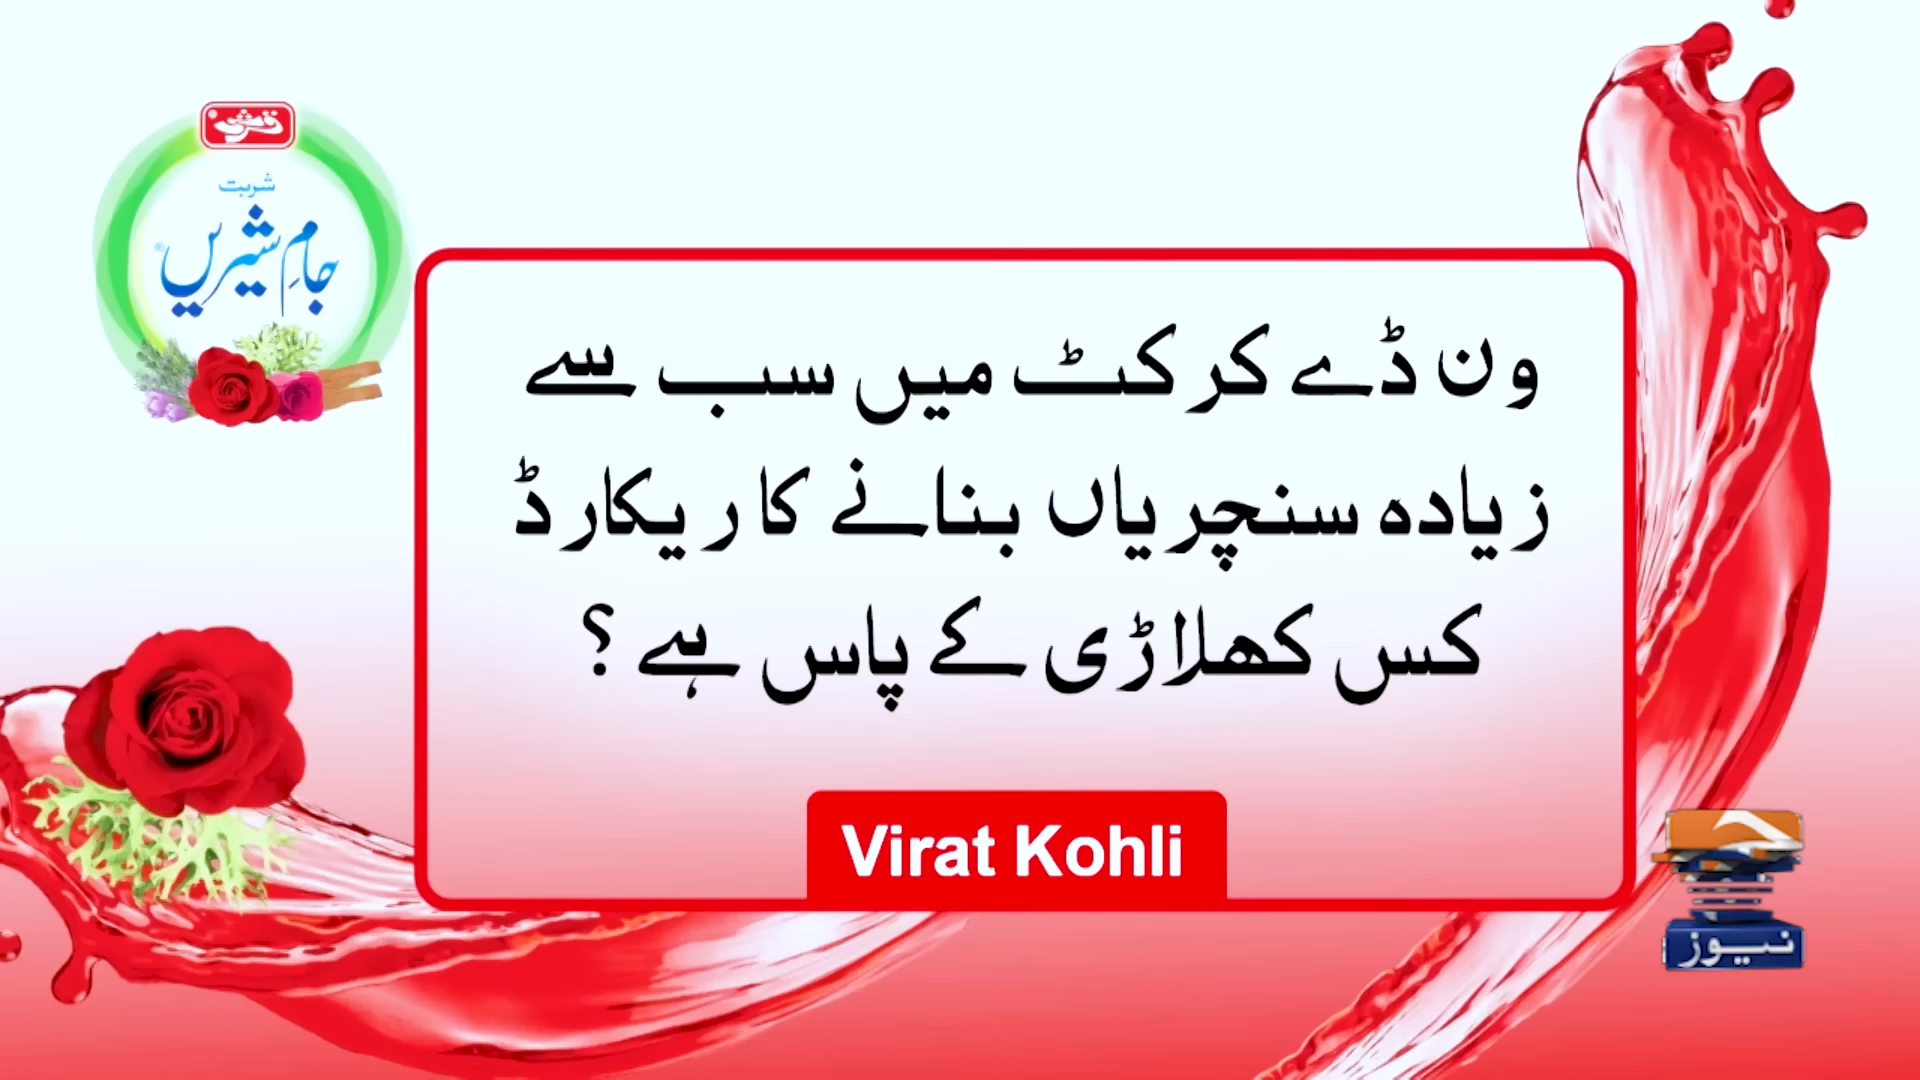 قرشی
شربت
جامِ شیریں
ون ڈے کرکٹ میں سب سے
زیادہ سنچریاں بنانے کا ریکارڈ
کس کھلاڑی کے پاس ہے ؟
Virat Kohli
نیوز